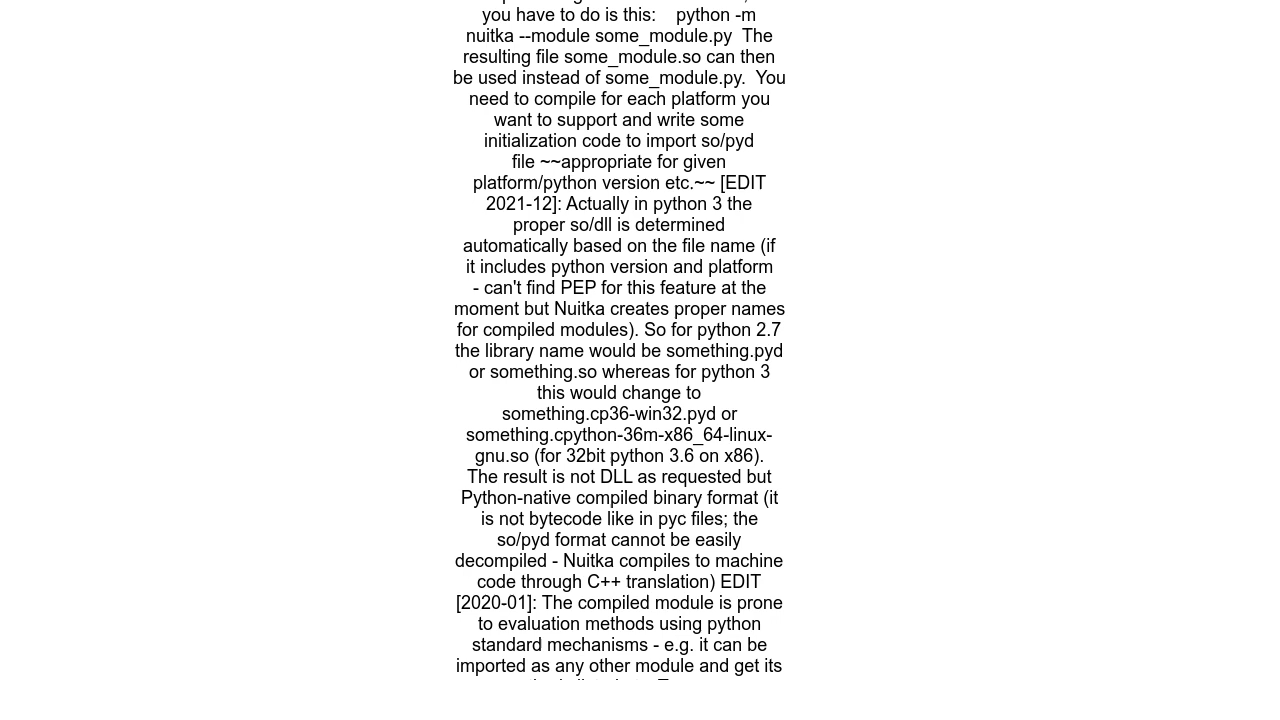 you have to do is this:    python -m
nuitka --module some_module.py  The
resulting file some_module.so can then
be used instead of some_module.py.  You
need to compile for each platform you
want to support and write some
initialization code to import so/pyd
file ~~appropriate for given
platform/python version etc.~~ [EDIT
2021-12]: Actually in python 3 the
proper so/dll is determined
automatically based on the file name (if
it includes python version and platform
- can't find PEP for this feature at the
moment but Nuitka creates proper names
for compiled modules). So for python 2.7
the library name would be something.pyd
or something.so whereas for python 3
this would change to
something.cp36-win32.pyd or
something.cpython-36m-x86_64-linux-
gnu.so (for 32bit python 3.6 on x86).
The result is not DLL as requested but
Python-native compiled binary format (it
is not bytecode like in pyc files; the
so/pyd format cannot be easily
decompiled - Nuitka compiles to machine
code through C++ translation) EDIT
[2020-01]: The compiled module is prone
to evaluation methods using python
standard mechanisms - e.g. it can be
imported as any other module and get its